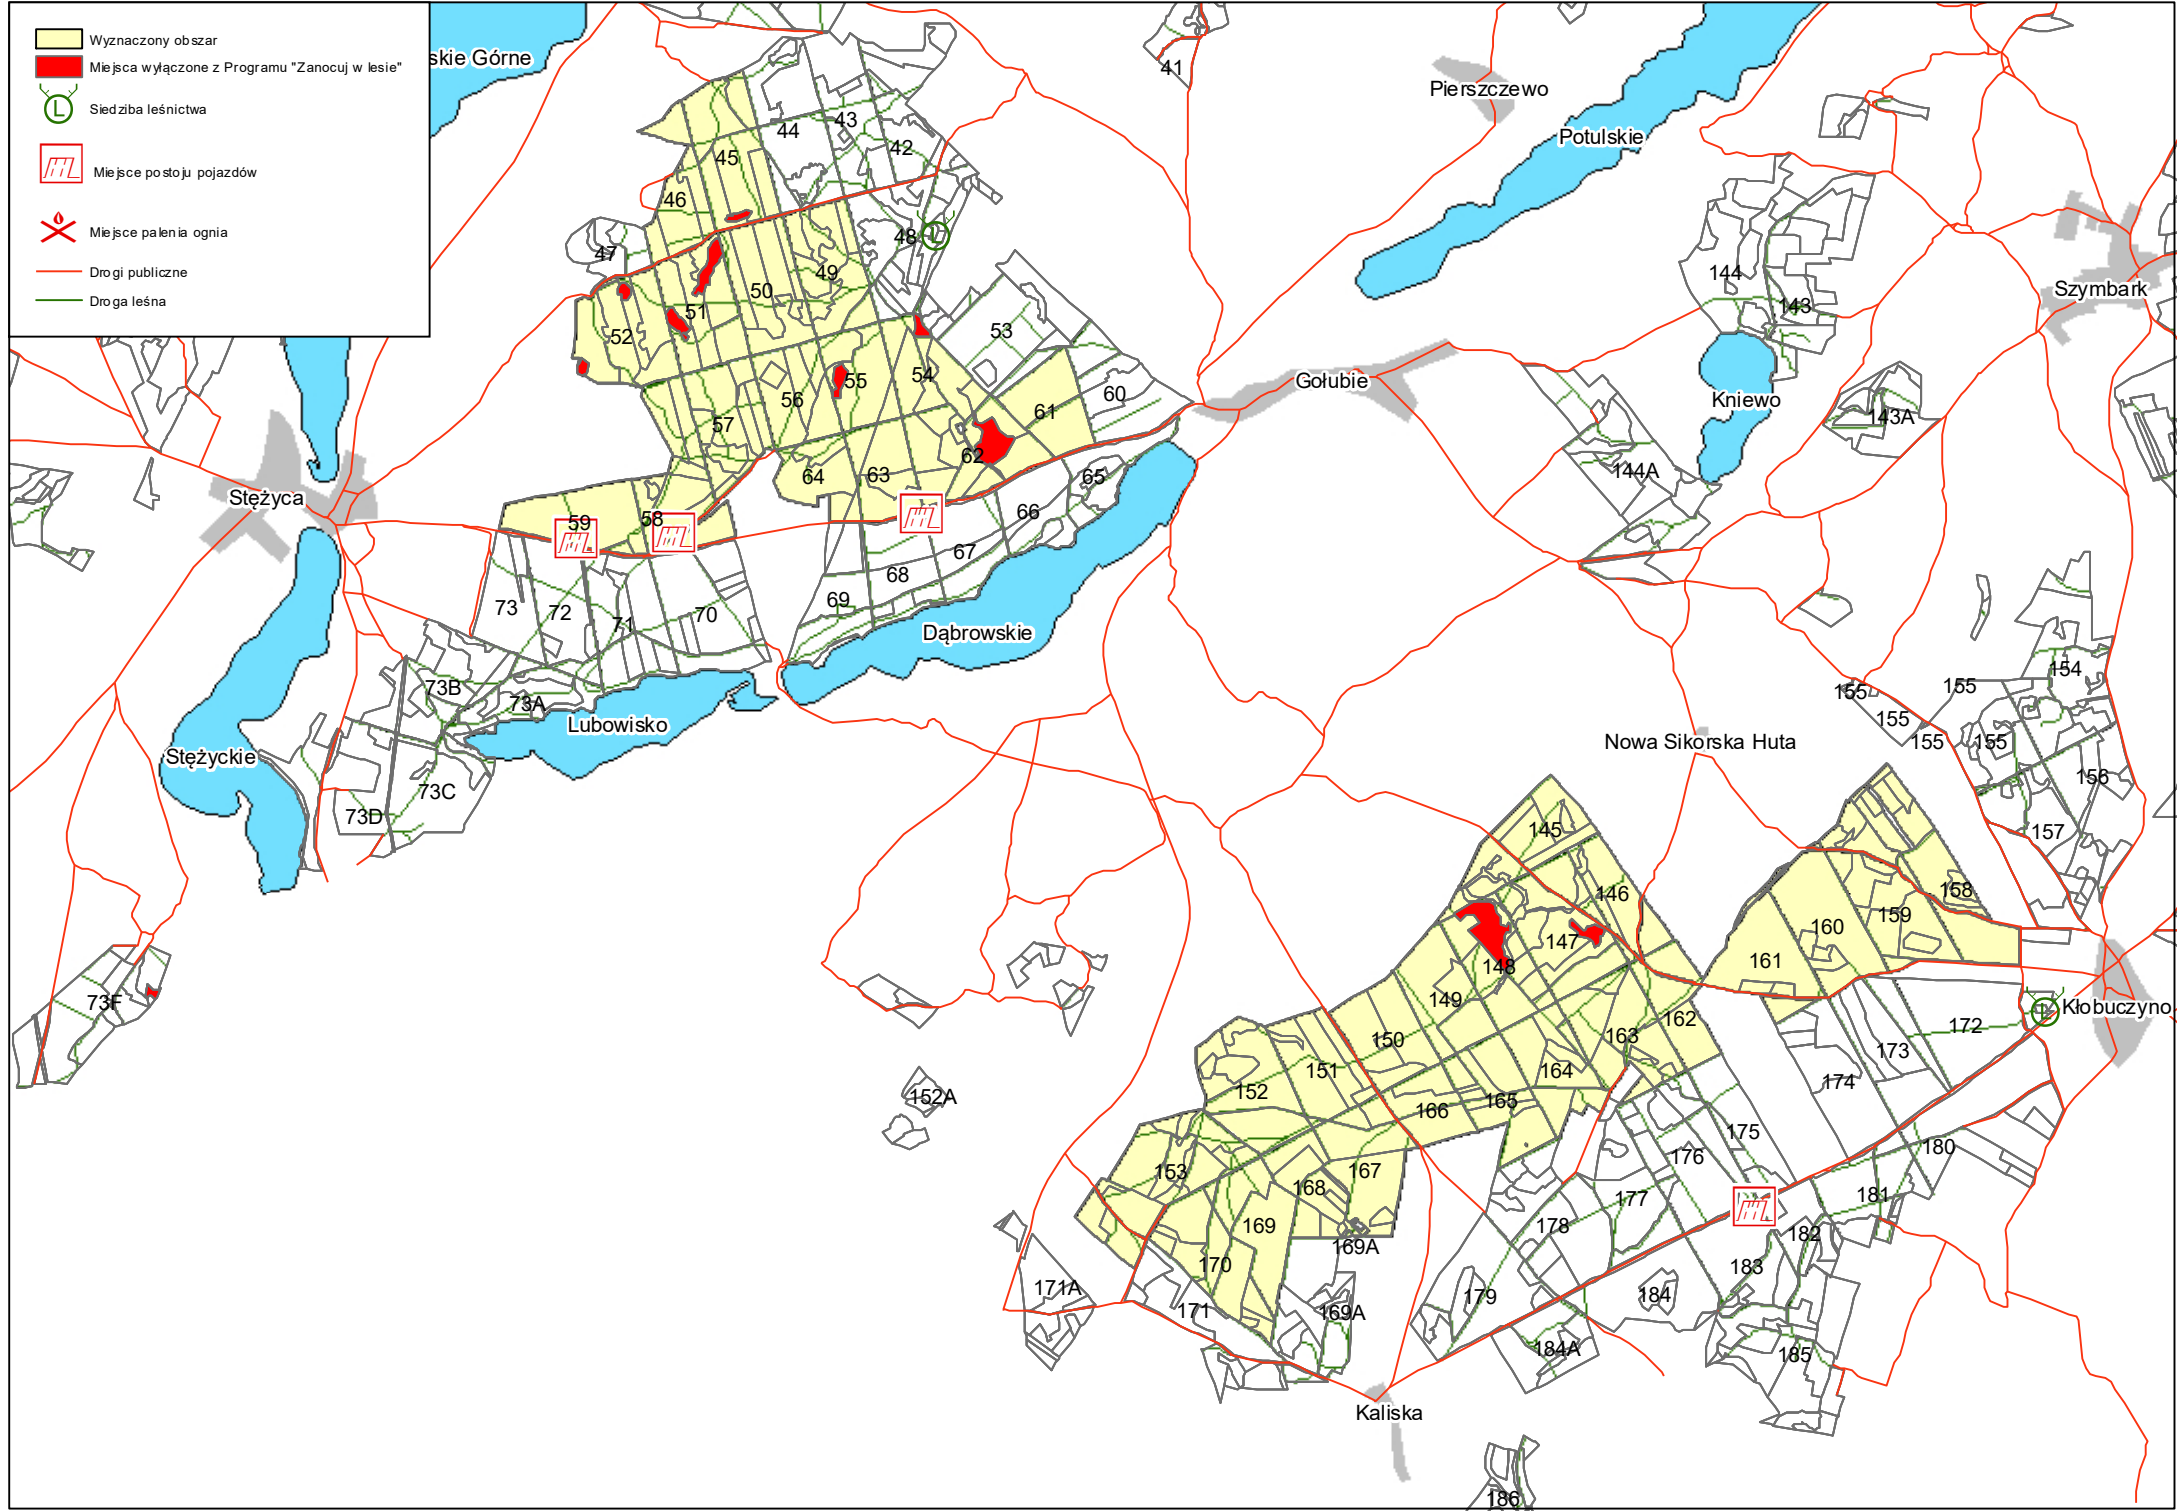 Wyznaczony obszar
Miejsca wyłączone z Programu "Zanocuj w lesie"
L
Siedziba leśnictwa
Miejsce postoju pojazdów
Miejsce palenia ognia
Drogi publiczne
Droga leśna
skie Górne
41
Pierszczewo
Potulskie
44
43
42
45
46
47
48
L
49
50
51
52
53
144
143
Szymbark
Gołubie
Kniewo
54
55
56
57
60
61
143A
62
63
64
65
66
144A
Stężyca
59
58
67
68
69
73
72
71
70
Dąbrowskie
154
155
155
155
155
155
156
157
73B
73A
Lubowisko
Stężyckie
73C
73D
Nowa Sikorska Huta
145
146
147
148
149
158
159
160
161
73F
Kłobuczyno
150
151
152
162
163
164
165
166
172
173
174
152A
153
167
168
169
170
169A
169A
171
171A
175
176
177
178
179
180
181
182
183
184
184A
185
Kaliska
186